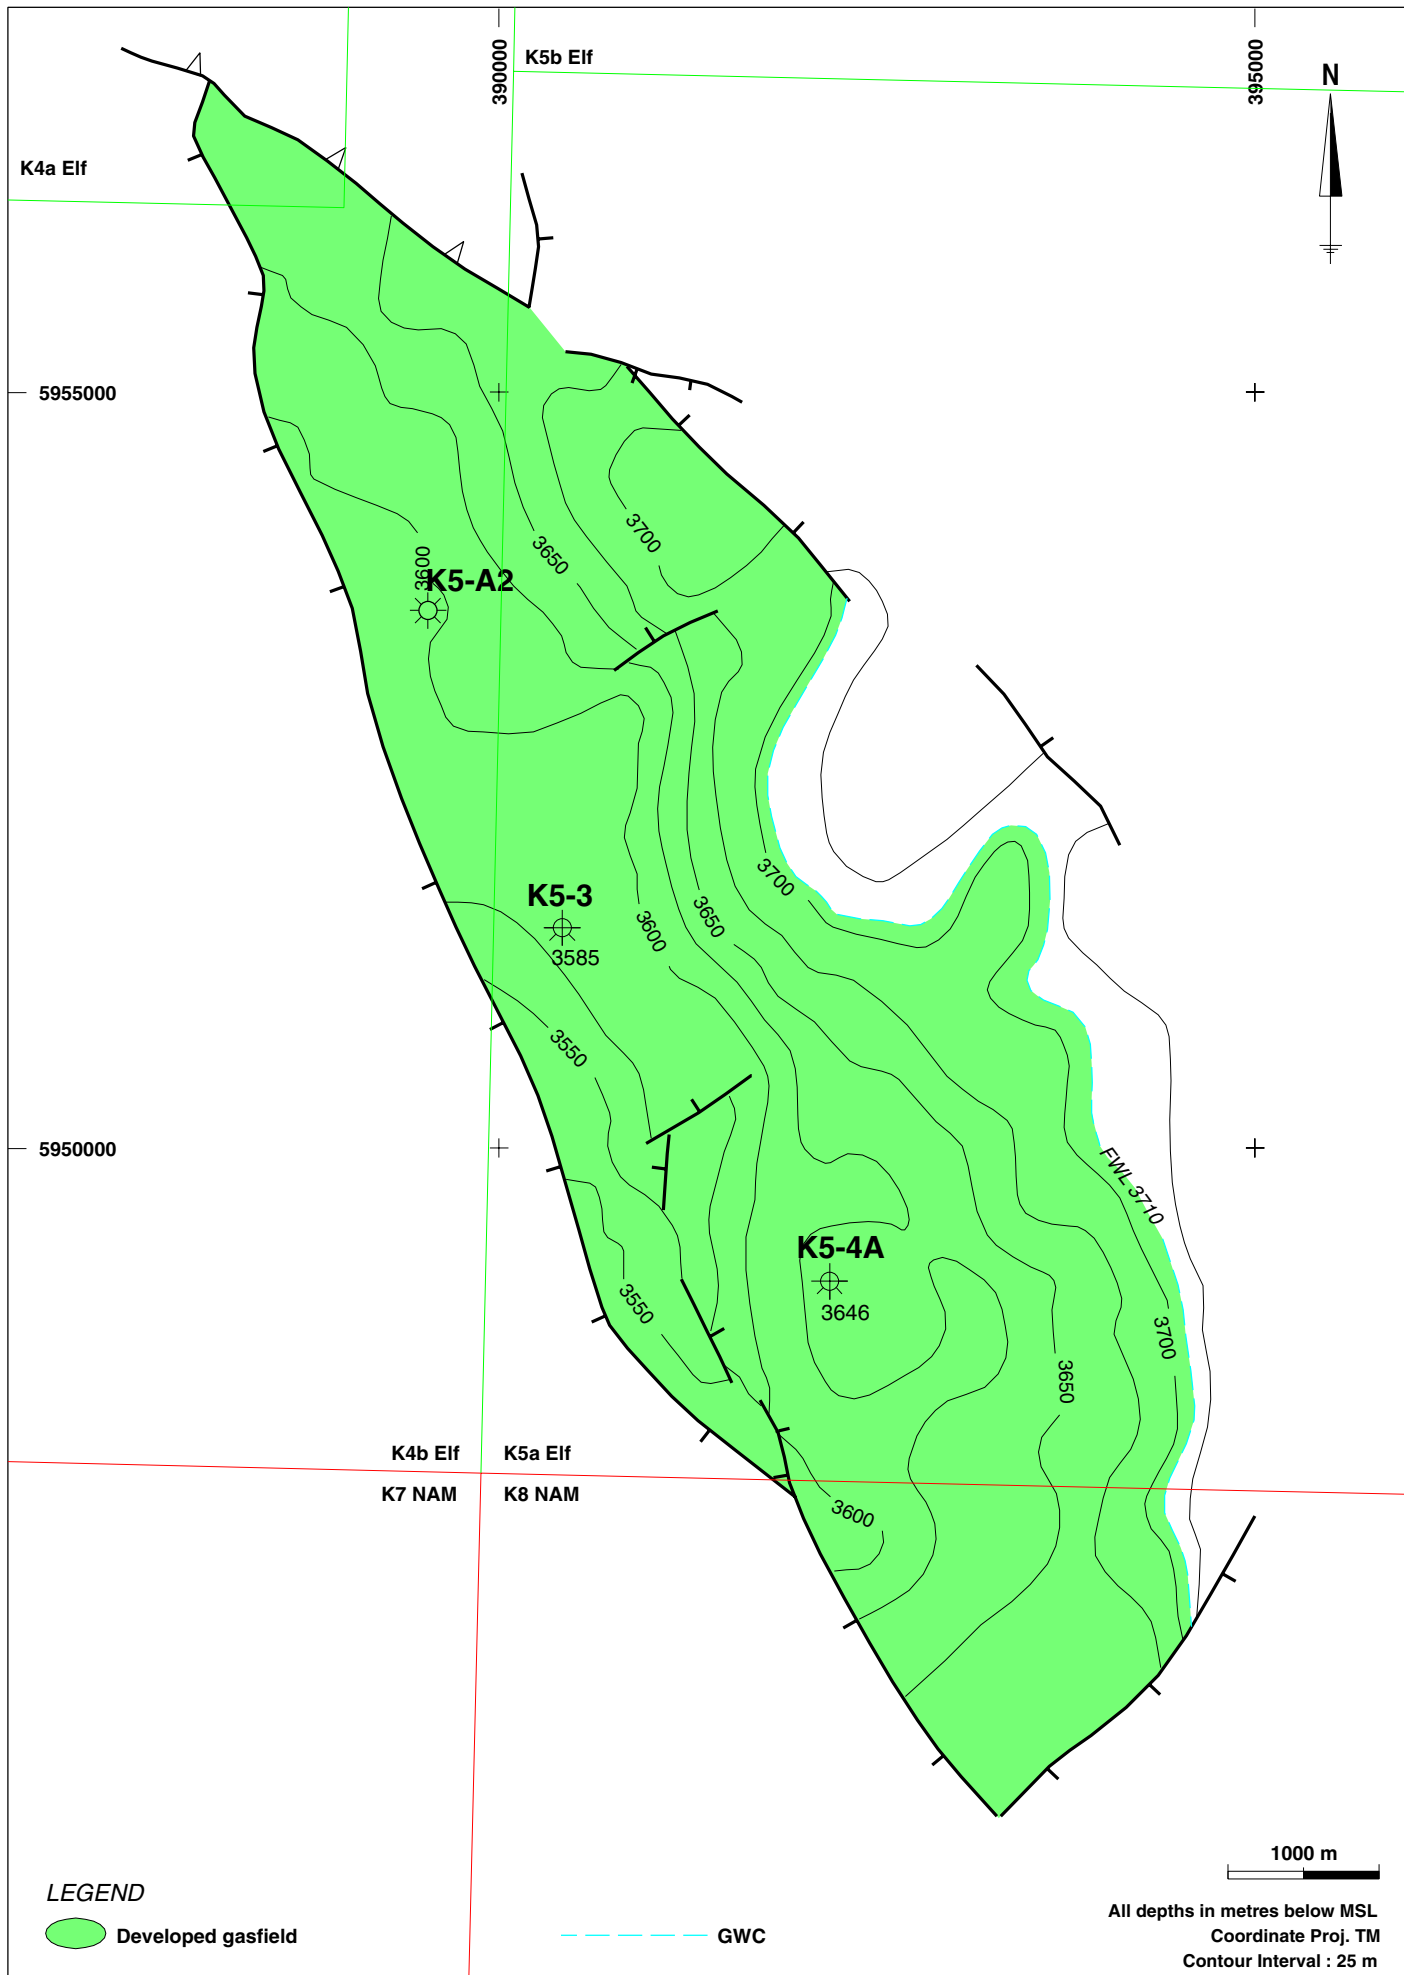 390000
K5b Elf
395000
N
K4a Elf
5955000
3700
3650
3600
K5-A2
3700
K5-3
3585
3600
3650
3550
5950000
FWL 3710
K5-4A
3646
3550
3700
3650
K4b Elf
K5a Elf
K7 NAM
K8 NAM
3600
1000 m
LEGEND
Developed gasfield
GWC
All depths in metres below MSL
Coordinate Proj. TM
Contour Interval : 25 m